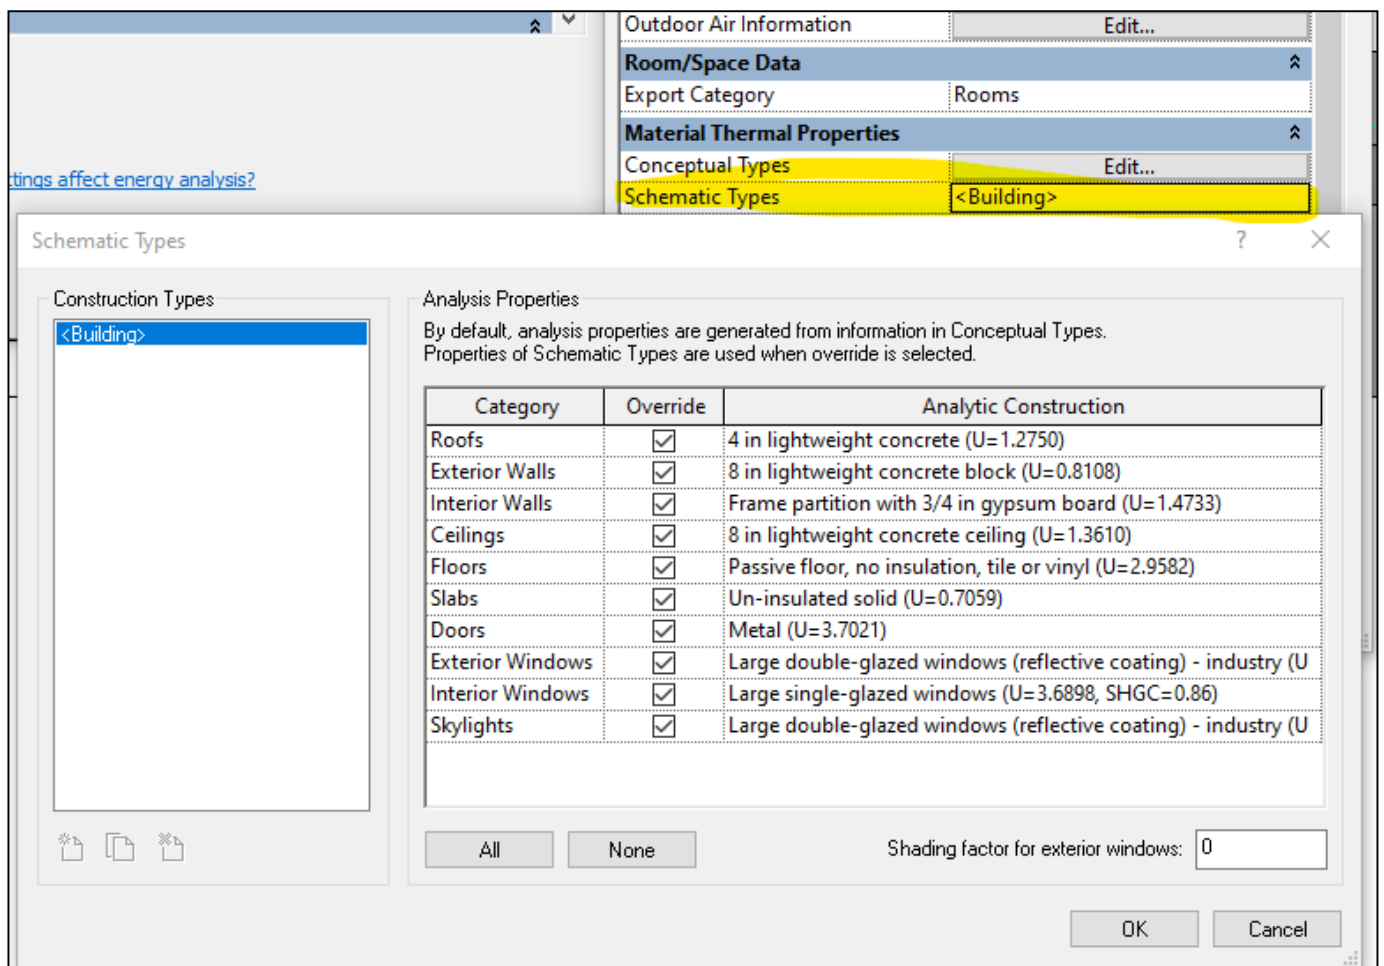 Outdoor Air Information Edit...
Room/Space Data
Export Category Rooms
Material Thermal Properties
Conceptual Types Edit...
ttings affect energy analysis?
Schematic Types <Building>
Schematic Types ?
Construction Types
<Building>
Analysis Properties
By default, analysis properties are generated from information in Conceptual Types.
Properties of Schematic Types are used when override is selected.
Category Override Analytic Construction
Roofs 4 in lightweight concrete (U=1.2750)
Exterior Walls 8 in lightweight concrete block (U=0.8108)
Interior Walls Frame partition with 3/4 in gypsum board (U=1.4733)
Ceilings 8 in lightweight concrete ceiling (U=1.3610)
Floors Passive floor, no insulation, tile or vinyl (U=2.9582)
Slabs Un-insulated solid (U=0.7059)
Doors Metal (U=3.7021)
Exterior Windows Large double-glazed windows (reflective coating) - industry (U
Interior Windows Large single-glazed windows (U=3.6898, SHGC=0.86)
Skylights Large double-glazed windows (reflective coating) - industry (U
All None Shading factor for exterior windows: 0
OK Cancel